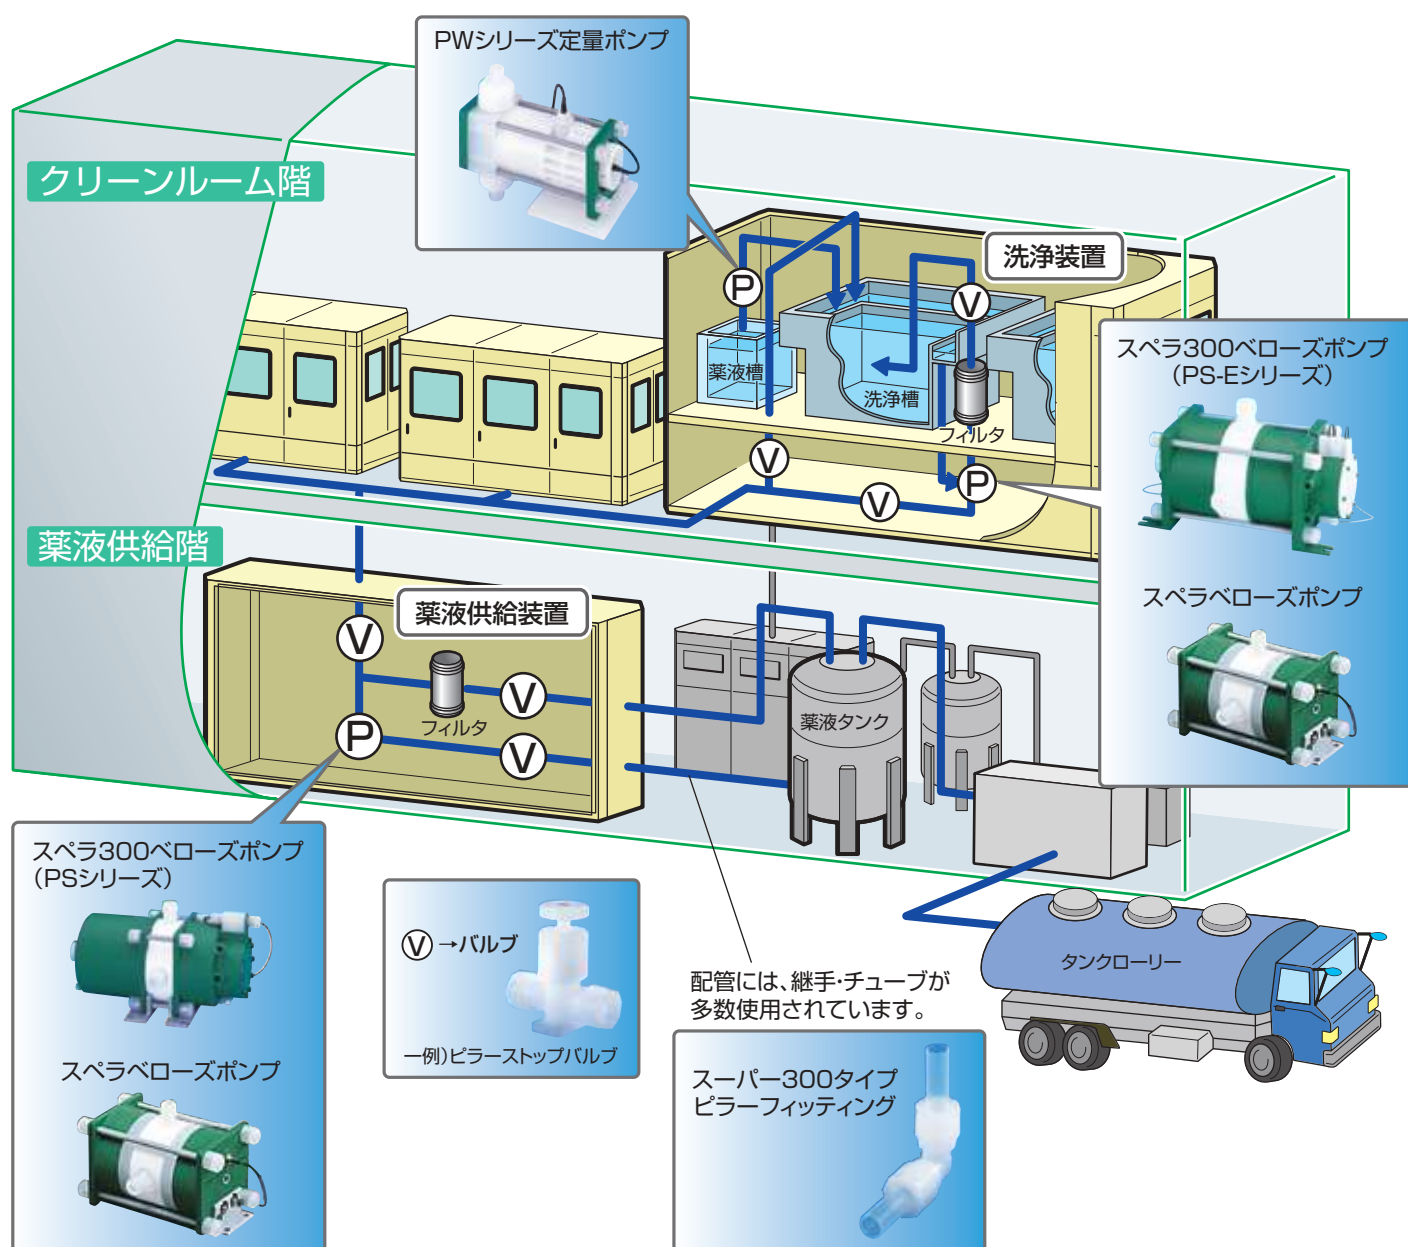 PWシリーズ定量ポンプ
クリーンルーム階
洗浄装置
P
V
薬液槽
洗浄槽
フィルタ
V
V
P
スペラ300ベローズポンプ
（PS-Eシリーズ）
スペラベローズポンプ
薬液供給階
薬液供給装置
V
フィルタ
V
P
V
薬液タンク
スペラ300ベローズポンプ
（PSシリーズ）
スペラベローズポンプ
V→バルブ
一例）ピラーストップバルブ
配管には、継手・チューブが
多数使用されています。
タンクローリー
スーパー300タイプ
ピラーフィッティング